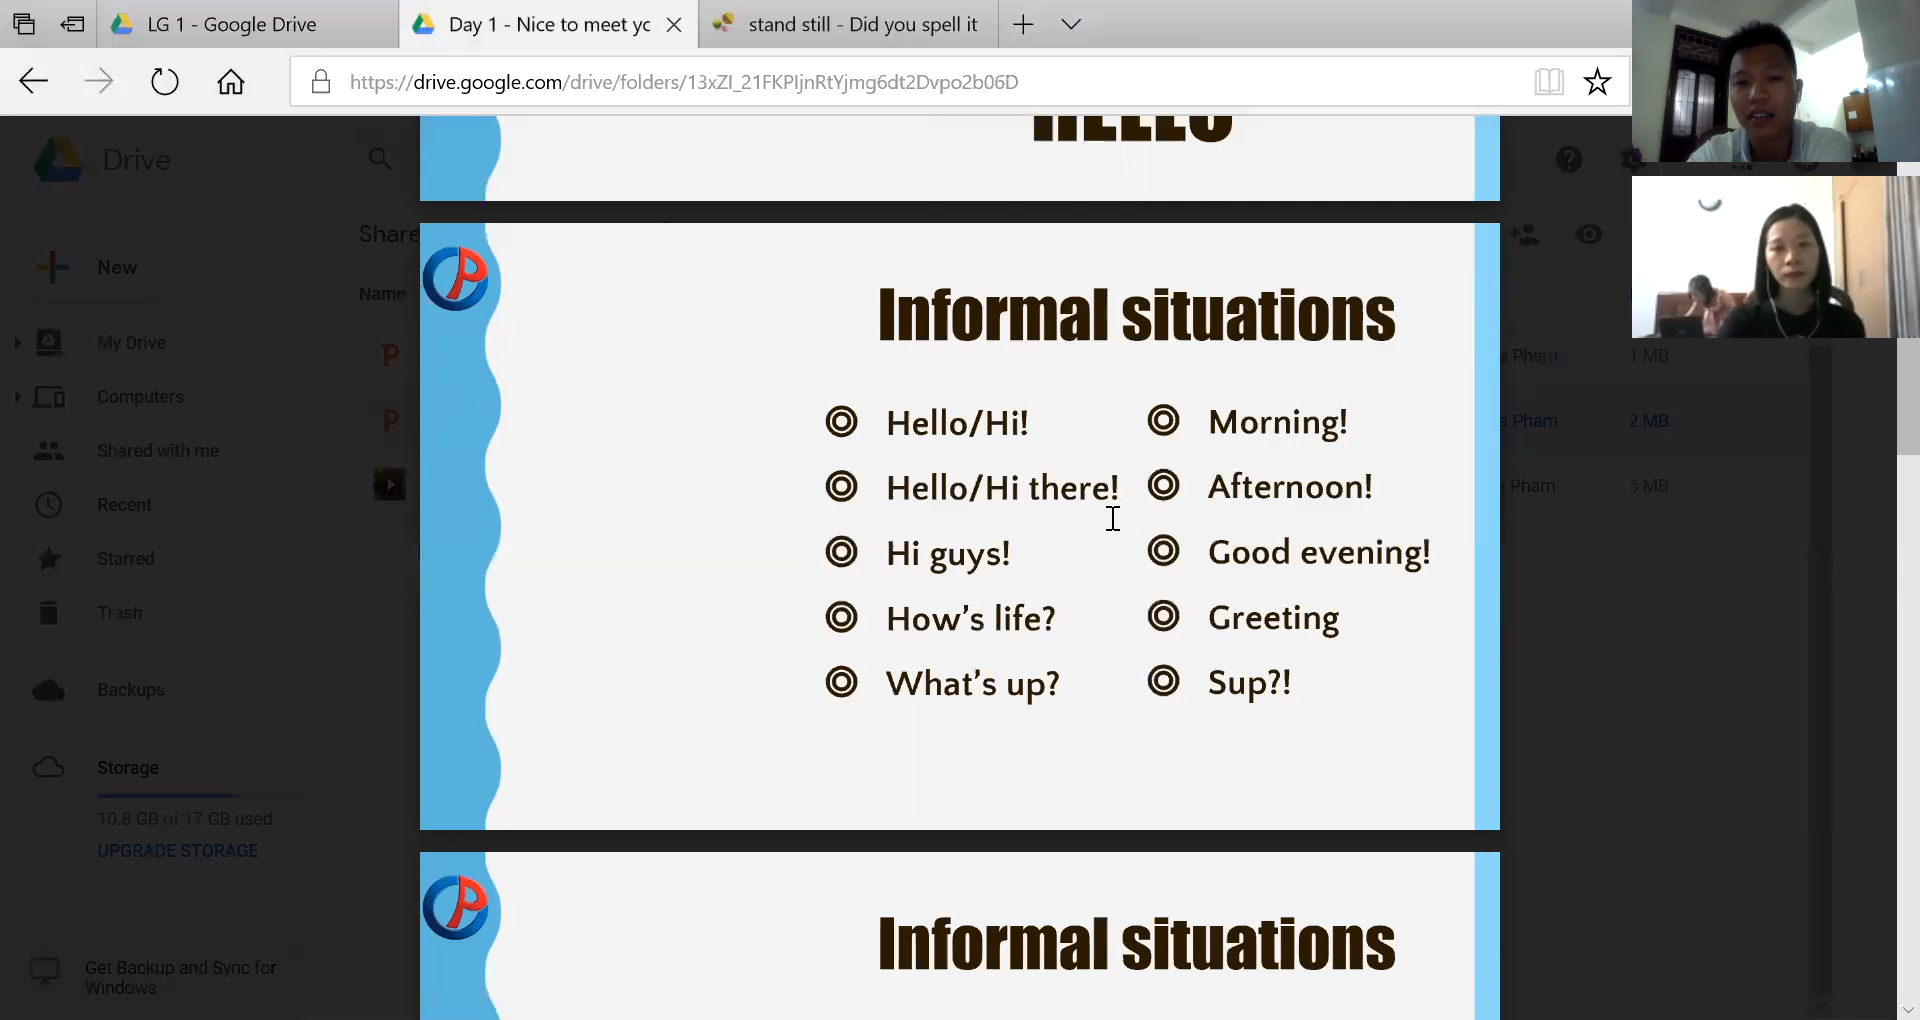 LG 1 - Google Drive
Day 1 - Nice to meet yo
stand still - Did you spell it
https://drive.google.com/drive/folders/13xZI_21FKPIjnRtYjmg6dt2Dvpo2b06D
HELLO
Drive
Share
New
Name
My Drive
Computers
Shared with me
Recent
Starred
Trash
Backups
Storage
10.8 GB of 17 GB used
UPGRADE STORAGE
Get Backup and Sync for
Windows
Informal situations
Hello/Hi!
Hello/Hi there!
Hi guys!
How’s life?
What’s up?
Morning!
Afternoon!
Good evening!
Greeting
Sup?!
Pham
1 MB
Pham
2 MB
Pham
MB
Informal situations